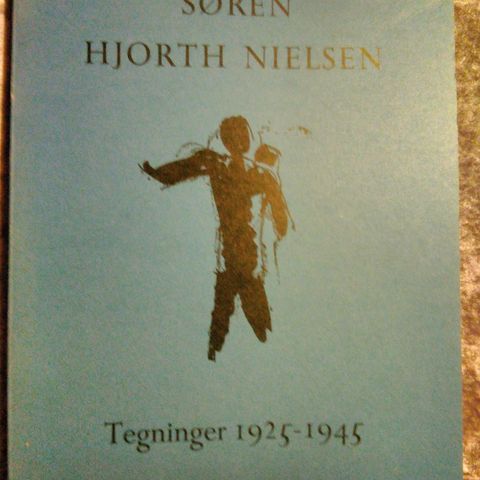 SØREN
HJORTH NIELSEN
Tegninger 1925-1945